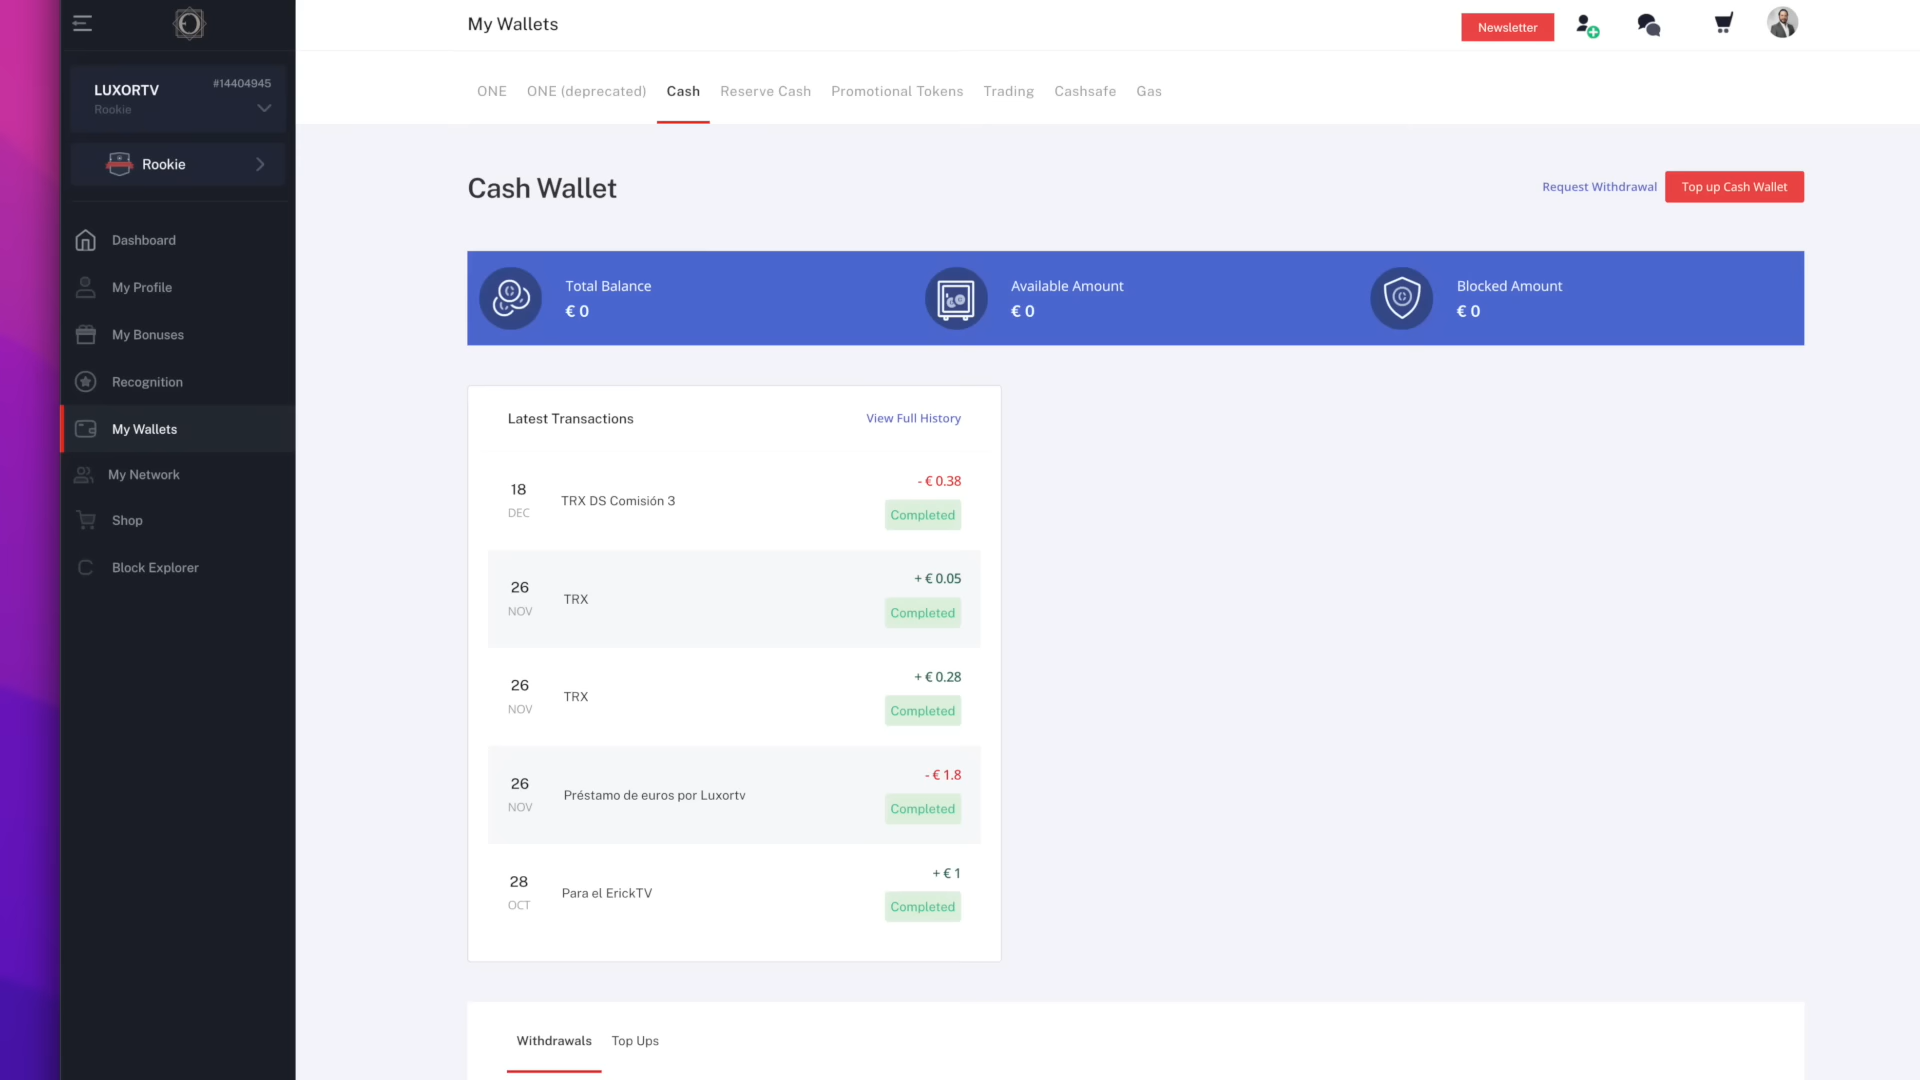 My Wallets
Newsletter
LUXORTV
#14404945
Rookie
Rookie
Dashboard
My Profile
My Bonuses
Recognition
My Wallets
My Network
Shop
Block Explorer
ONE
ONE (deprecated)
Cash
Reserve Cash
Promotional Tokens
Trading
Cashsafe
Gas
Cash Wallet
Request Withdrawal
Top up Cash Wallet
Total Balance
€ 0
Available Amount
€ 0
Blocked Amount
€ 0
Latest Transactions
View Full History
18
DEC
TRX DS Comisión 3
- € 0.38
Completed
26
NOV
TRX
+ € 0.05
Completed
26
NOV
TRX
+ € 0.28
Completed
26
NOV
Préstamo de euros por Luxortv
- € 1.8
Completed
28
OCT
Para el ErickTV
+ € 1
Completed
Withdrawals
Top Ups